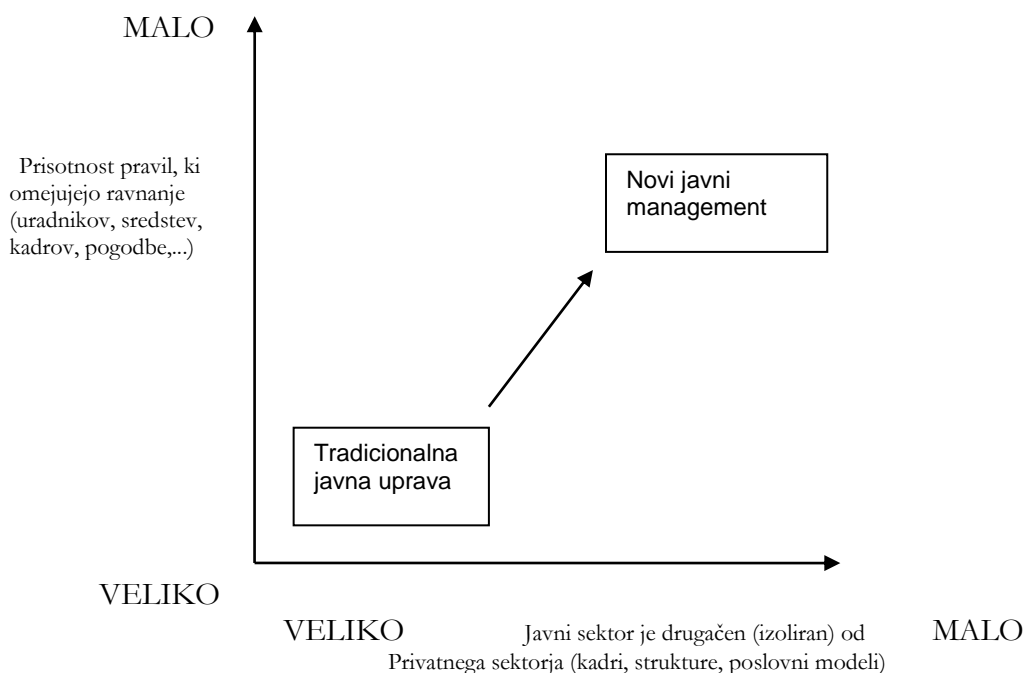 MALO
Prisotnost pravil, ki
omejujejo ravnanje
(uradnikov, sredstev,
kadrov, pogodbe,...)
Novi javni
management
Tradicionalna
javna uprava
VELIKO
VELIKO
Javni sektor je drugačen (izoliran) od
MALO
Privatnega sektorja (kadri, strukture, poslovni modeli)